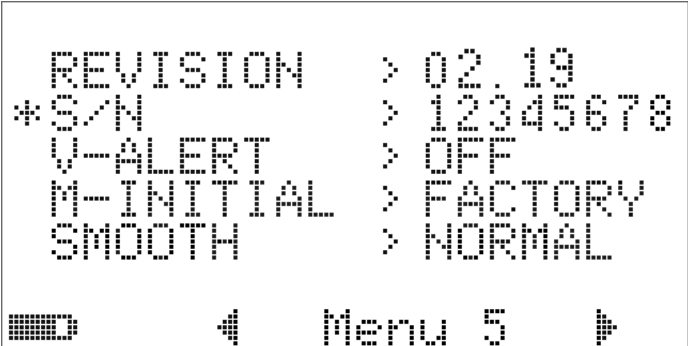 REVISION > 02.19
*S/N > 12345678
V-ALERT > OFF
M-INITIAL > FACTORY
SMOOTH > NORMAL
Menu 5